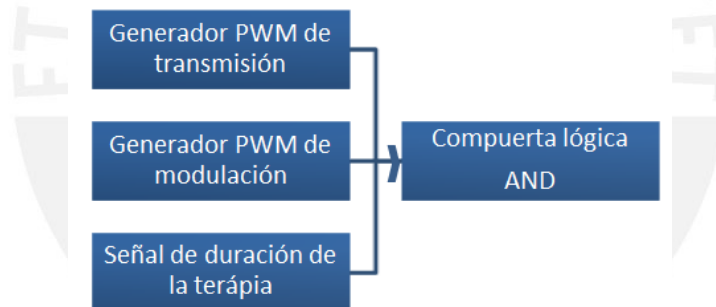 Generador PWM de
transmisión
Generador PWM de
modulación
Señal de duración de
la terápia
Compuerta lógica
AND